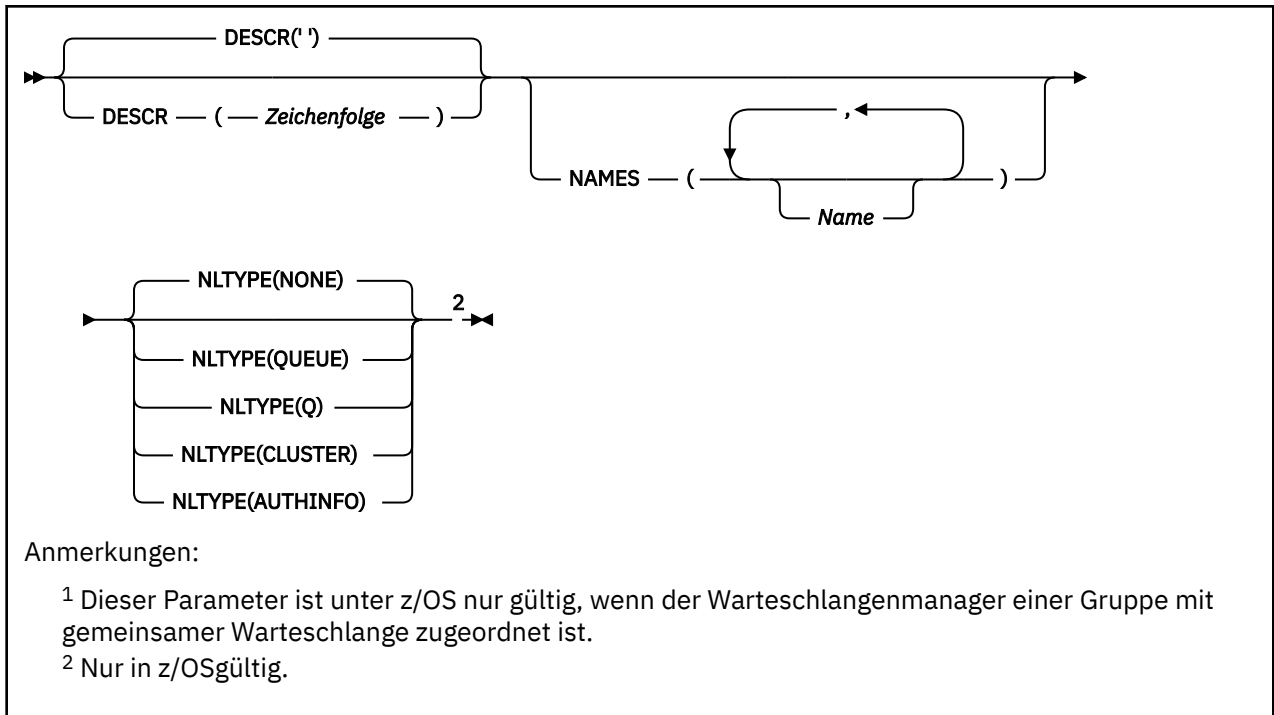 DESCR(' ')
DESCR ( Zeichenfolge )
,
NAMES ( )
Name
NLTYPE(NONE)
2
NLTYPE(QUEUE)
NLTYPE(Q)
NLTYPE(CLUSTER)
NLTYPE(AUTHINFO)
Anmerkungen:
1 Dieser Parameter ist unter z/OS nur gültig, wenn der Warteschlangenmanager einer Gruppe mit
gemeinsamer Warteschlange zugeordnet ist.
2 Nur in z/OSgültig.